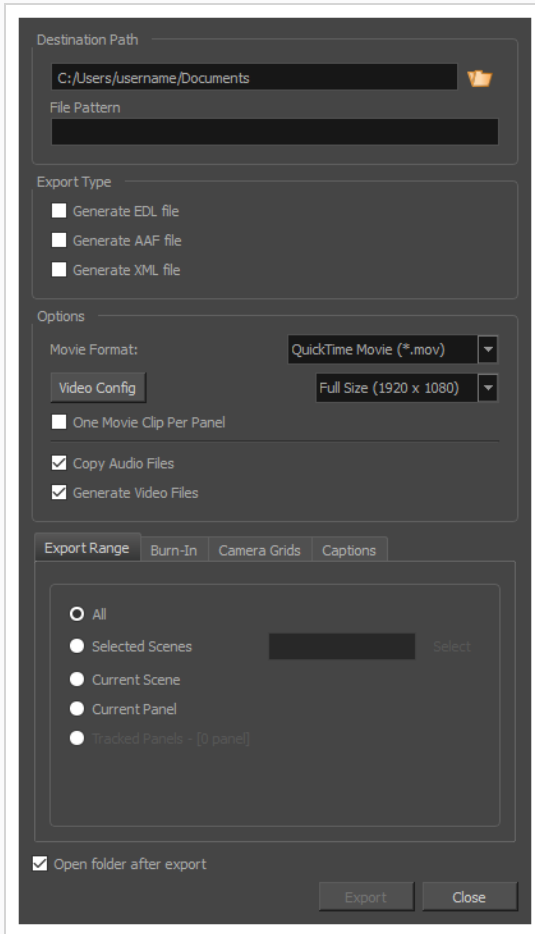 Destination Path
C:/Users/username/Documents
File Pattern
Export Type
Generate EDL file
Generate AAF file
Generate XML file
Options
Movie Format: QuickTime Movie (*.mov)
Video Config Full Size (1920 x 1080)
One Movie Clip Per Panel
Copy Audio Files
Generate Video Files
Export Range Burn-In Camera Grids Captions
All
Selected Scenes Select
Current Scene
Current Panel
Tracked Panels - [0 panel]
Open folder after export
Export Close